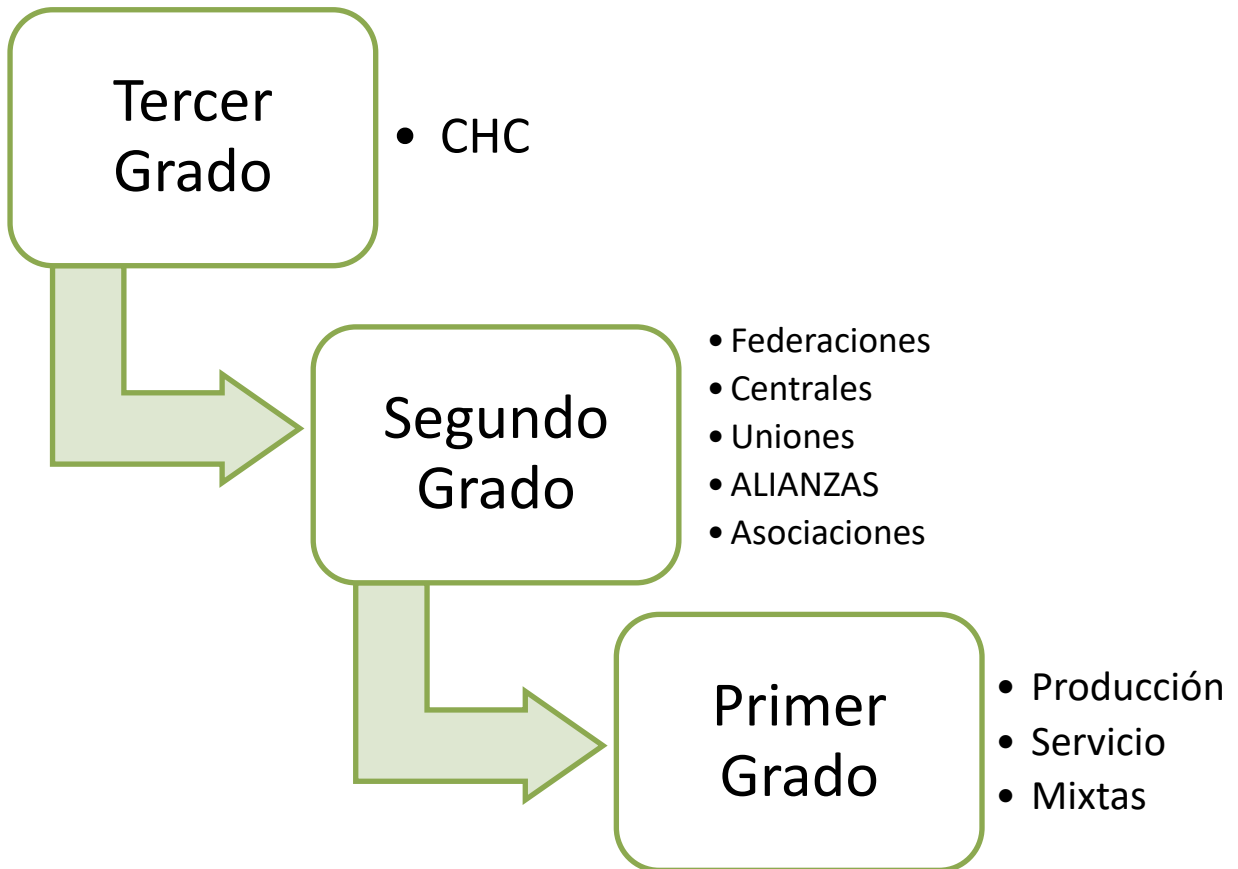 Tercer
Grado
• CHC
Segundo
Grado
• Federaciones
• Centrales
• Uniones
• ALIANZAS
• Asociaciones
Primer
Grado
• Producción
• Servicio
• Mixtas